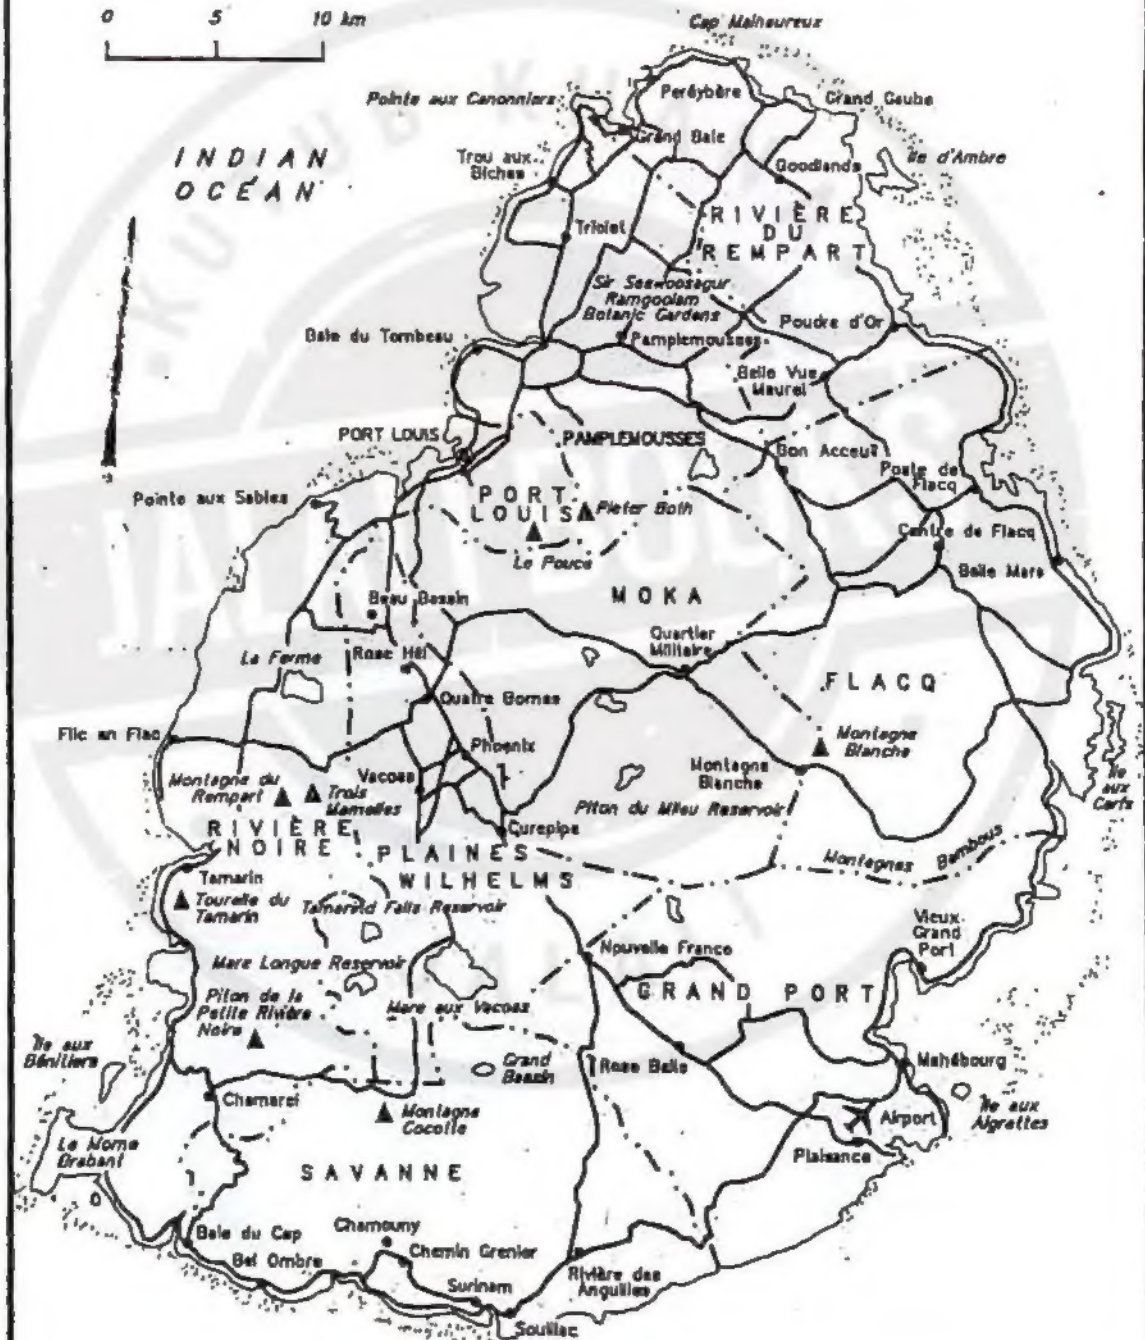 0 5 10 km
Cap Malheureux
Pointe aux Canonniers
Pereybère
Grand Gaube
INDIAN
OCÉAN
Grand Baie
Trou aux
Biches
Goodlands
Île d'Ambre
RIVIÈRE
DU
REMPART
Triolet
Sir Seewoosagur
Ramgoolam
Botanic Gardens
Poudre d'Or
Baie du Tombeau
Pamplemousses
Belle Vue
Maurel
PORT LOUIS
PAMPLEMOUSSES
Bon Acceuil
Poste de
Flacq
Pointe aux Sables
PORT
LOUIS
Pieter Both
Centre de Flacq
Le Pouce
Belle Mare
Beau Bassin
MOKA
Quartier
Militaire
Rose Hill
La Ferme
FLACQ
Quatre Bornes
Flic en Flac
Phoenix
Montagne
Blanche
Montagne du
Rempart
Trois
Mamelles
Vacoas
Montagne
Blanche
Île
aux
Cerfs
Piton du Milieu Reservoir
Curepipe
RIVIÈRE
NOIRE
PLAINES
WILHELMS
Montagnes Bambous
Tamarin
Tourelle du
Tamarin
Tamarind Falls Reservoir
Vieux
Grand
Port
Nouvelle France
Mare Longue Reservoir
GRAND PORT
Piton de la
Petite Rivière
Noire
Mare aux Vacoas
Île aux
Bénitiers
Grand
Bassin
Rose Belle
Mahébourg
Chamarel
Montagne
Cocotte
Airport
Île aux
Aigrettes
Le Morne
Brabant
Plaisance
SAVANNE
Baie du Cap
Chamouny
Chemin Grenier
Bel Ombre
Surinam
Rivière des
Anguilles
Souillac